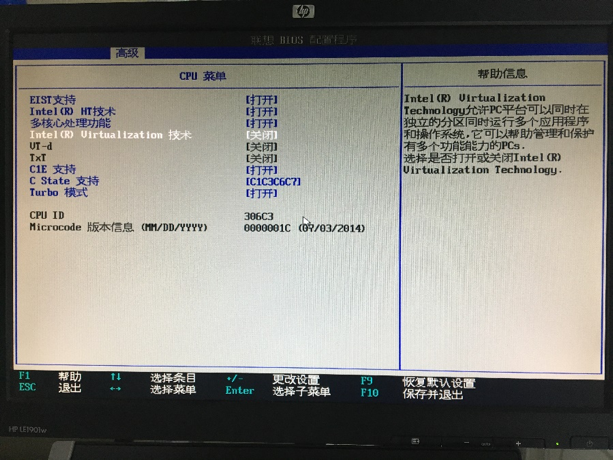 hp
联想 BIOS 配置程序
高级
CPU 菜单
EIST支持 [打开]
Intel(R) HT技术 [打开]
多核心处理功能 [打开]
Intel(R) Virtualization 技术 [关闭]
VT-d [关闭]
TxT [关闭]
C1E 支持 [打开]
C State 支持 [C1C3C6C7]
Turbo 模式 [打开]
CPU ID 306C3
Microcode 版本信息 (MM/DD/YYYY) 0000001C (07/03/2014)
帮助信息
Intel(R) Virtualization
Technology允许PC平台可以同时在
独立的分区同时运行多个应用程序
和操作系统,它可以帮助管理和保护
有多个功能能力的PCs.
选择是否打开或关闭Intel(R)
Virtualization Technology.
F1 帮助 ↑↓ 选择条目 +/- 更改设置 F9 恢复默认设置
ESC 退出 ↔ 选择菜单 Enter 选择子菜单 F10 保存并退出
HP LE1901w